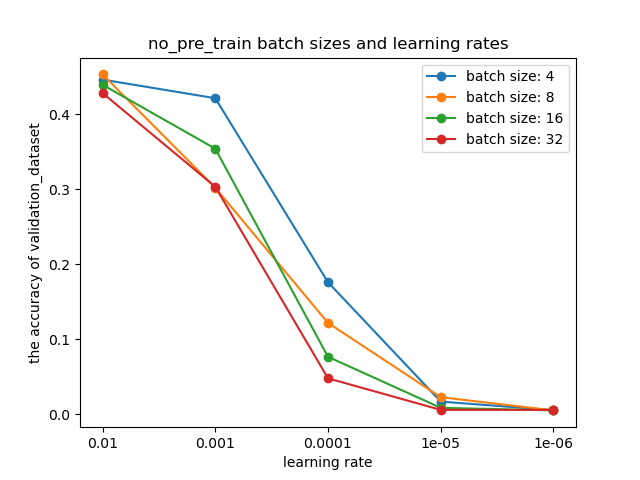 no_pre_train batch sizes and learning rates
batch size: 4
batch size: 8
batch size: 16
batch size: 32
the accuracy of validation_dataset
0.4
0.3
0.2
0.1
0.0
0.01 0.001 0.0001 1e-05 1e-06
learning rate